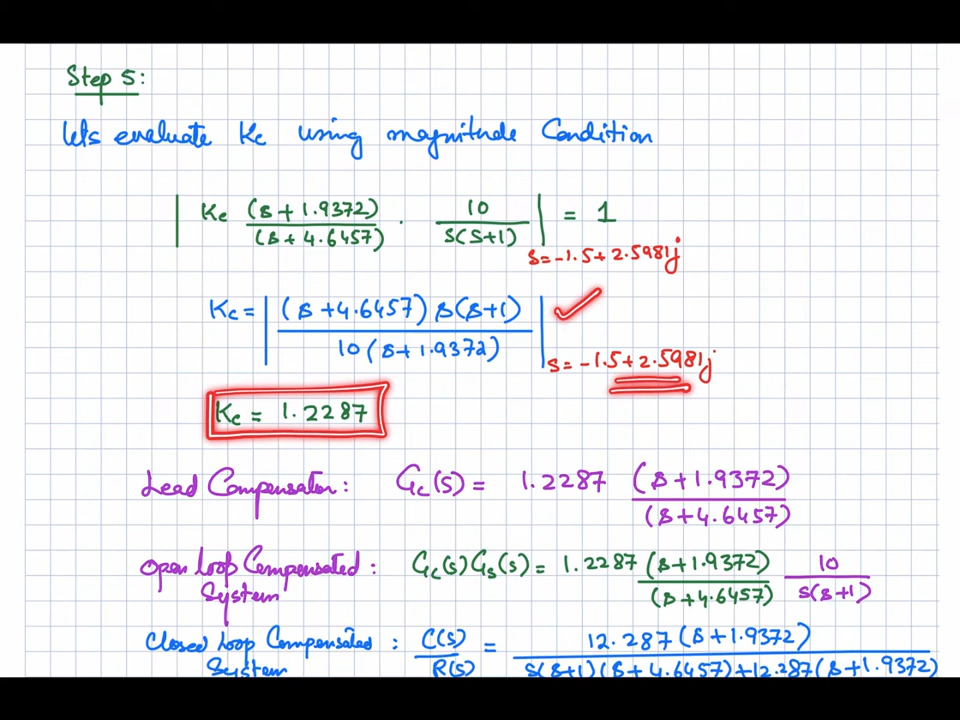 Step 5:
Let's evaluate Kc using magnitude Condition
| Kc (s+1.9372)/(s+4.6457) · 10/s(s+1) | = 1
s=-1.5+2.5981j
Kc = | (s+4.6457) s(s+1) / 10(s+1.9372) |
s=-1.5+2.5981j
Kc = 1.2287
Lead Compensator: Gc(s) = 1.2287 (s+1.9372)/(s+4.6457)
Open loop Compensated System : Gc(s)Gs(s) = 1.2287 (s+1.9372)/(s+4.6457) 10/s(s+1)
Closed Loop Compensated System : C(s)/R(s) = 12.287(s+1.9372) / s(s+1)(s+4.6457)+12.287(s+1.9372)